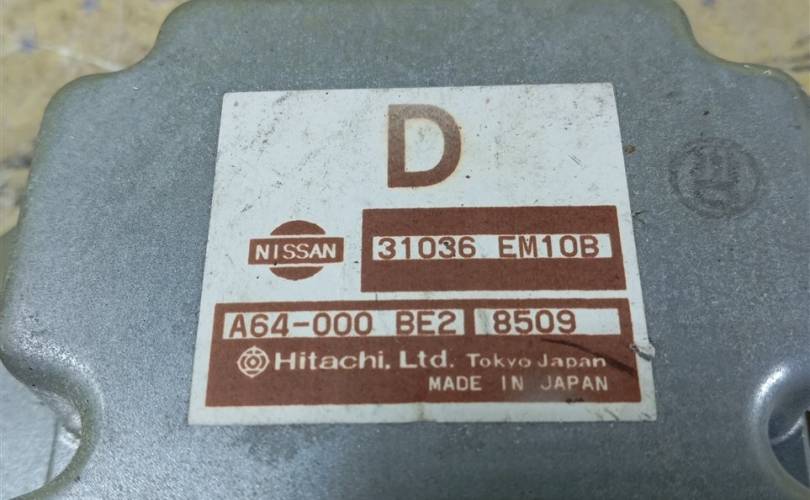 D
NISSAN 31036 EM10B
A64-000 BE2 8509
Hitachi, Ltd. Tokyo Japan
MADE IN JAPAN